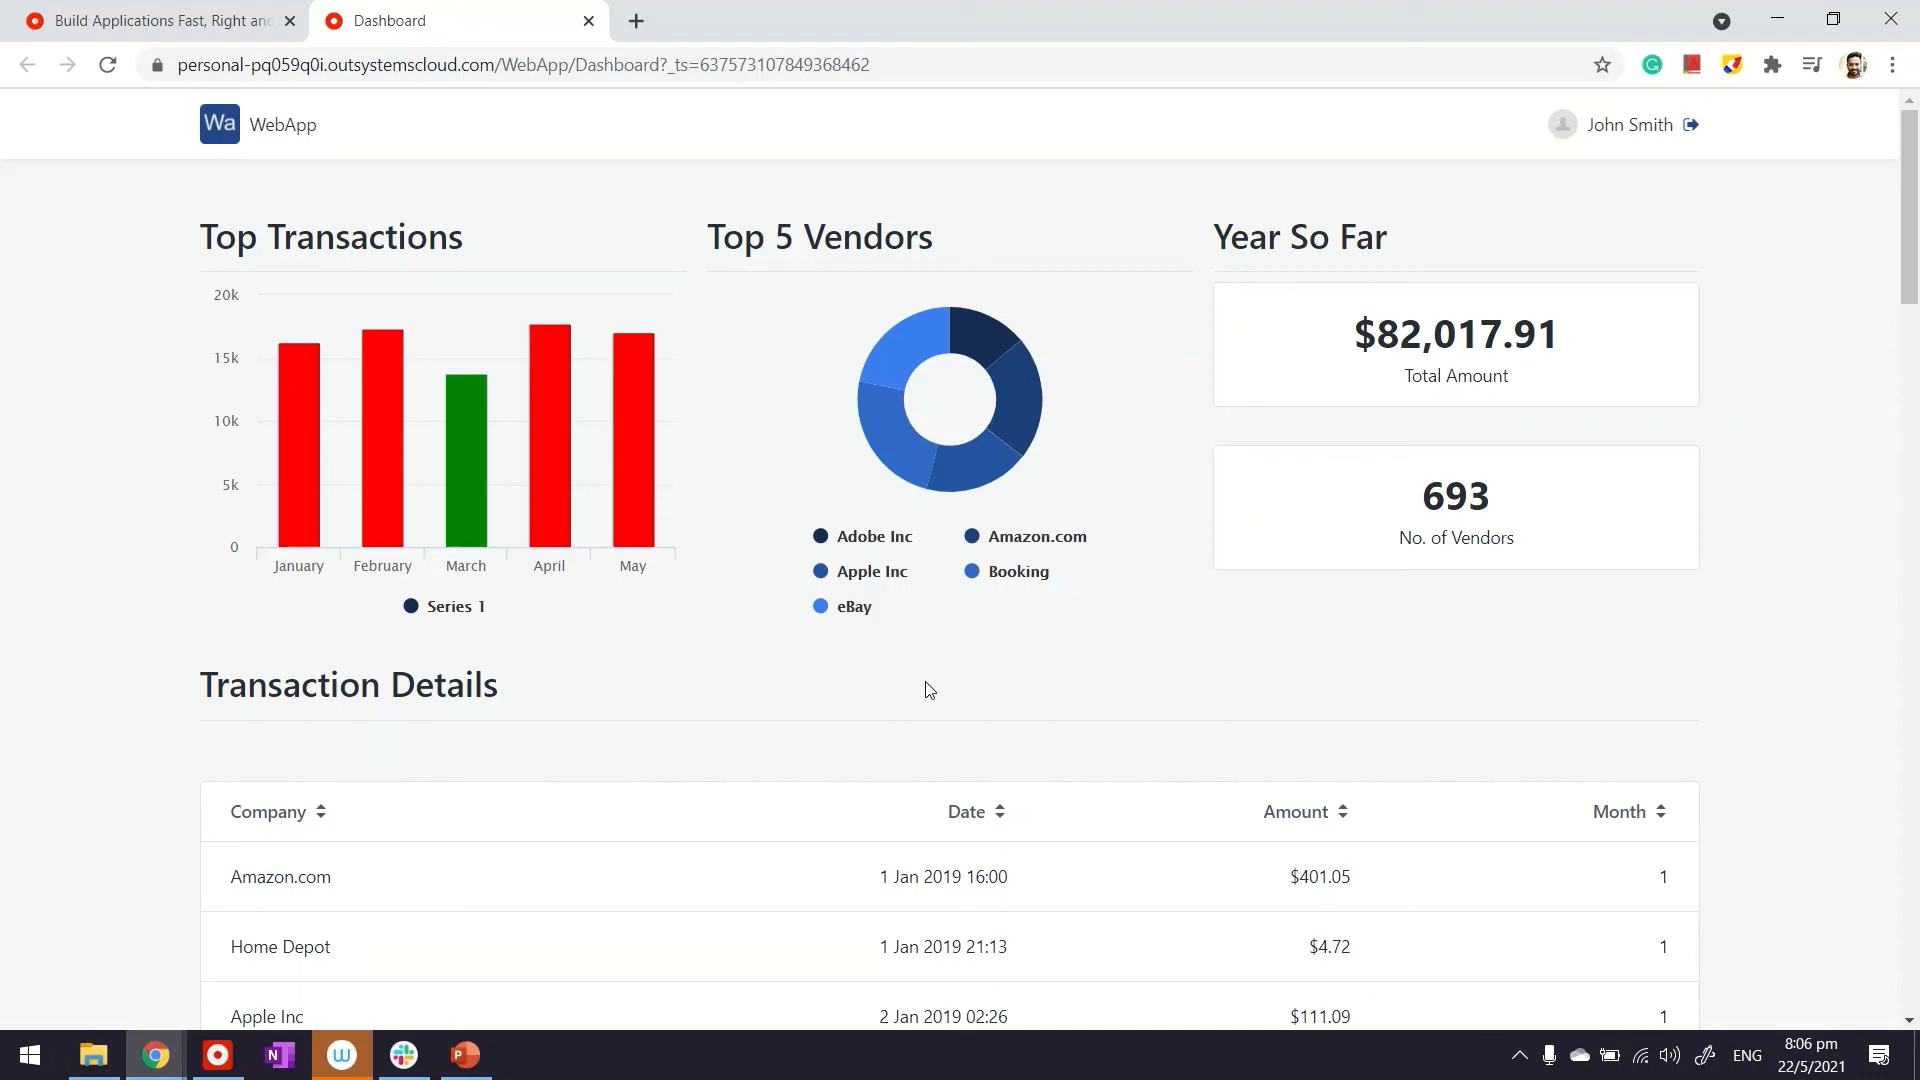 Build Applications Fast, Right and
Dashboard
personal-pq059q0i.outsystemscloud.com/WebApp/Dashboard?_ts=637573107849368462
Wa WebApp
John Smith
Top Transactions
20k
15k
10k
5k
0
January February March April May
Series 1
Top 5 Vendors
Adobe Inc Amazon.com
Apple Inc Booking
eBay
Year So Far
$82,017.91
Total Amount
693
No. of Vendors
Transaction Details
Company Date Amount Month
Amazon.com 1 Jan 2019 16:00 $401.05 1
Home Depot 1 Jan 2019 21:13 $4.72 1
Apple Inc 2 Jan 2019 02:26 $111.09 1
ENG
8:06 pm
22/5/2021